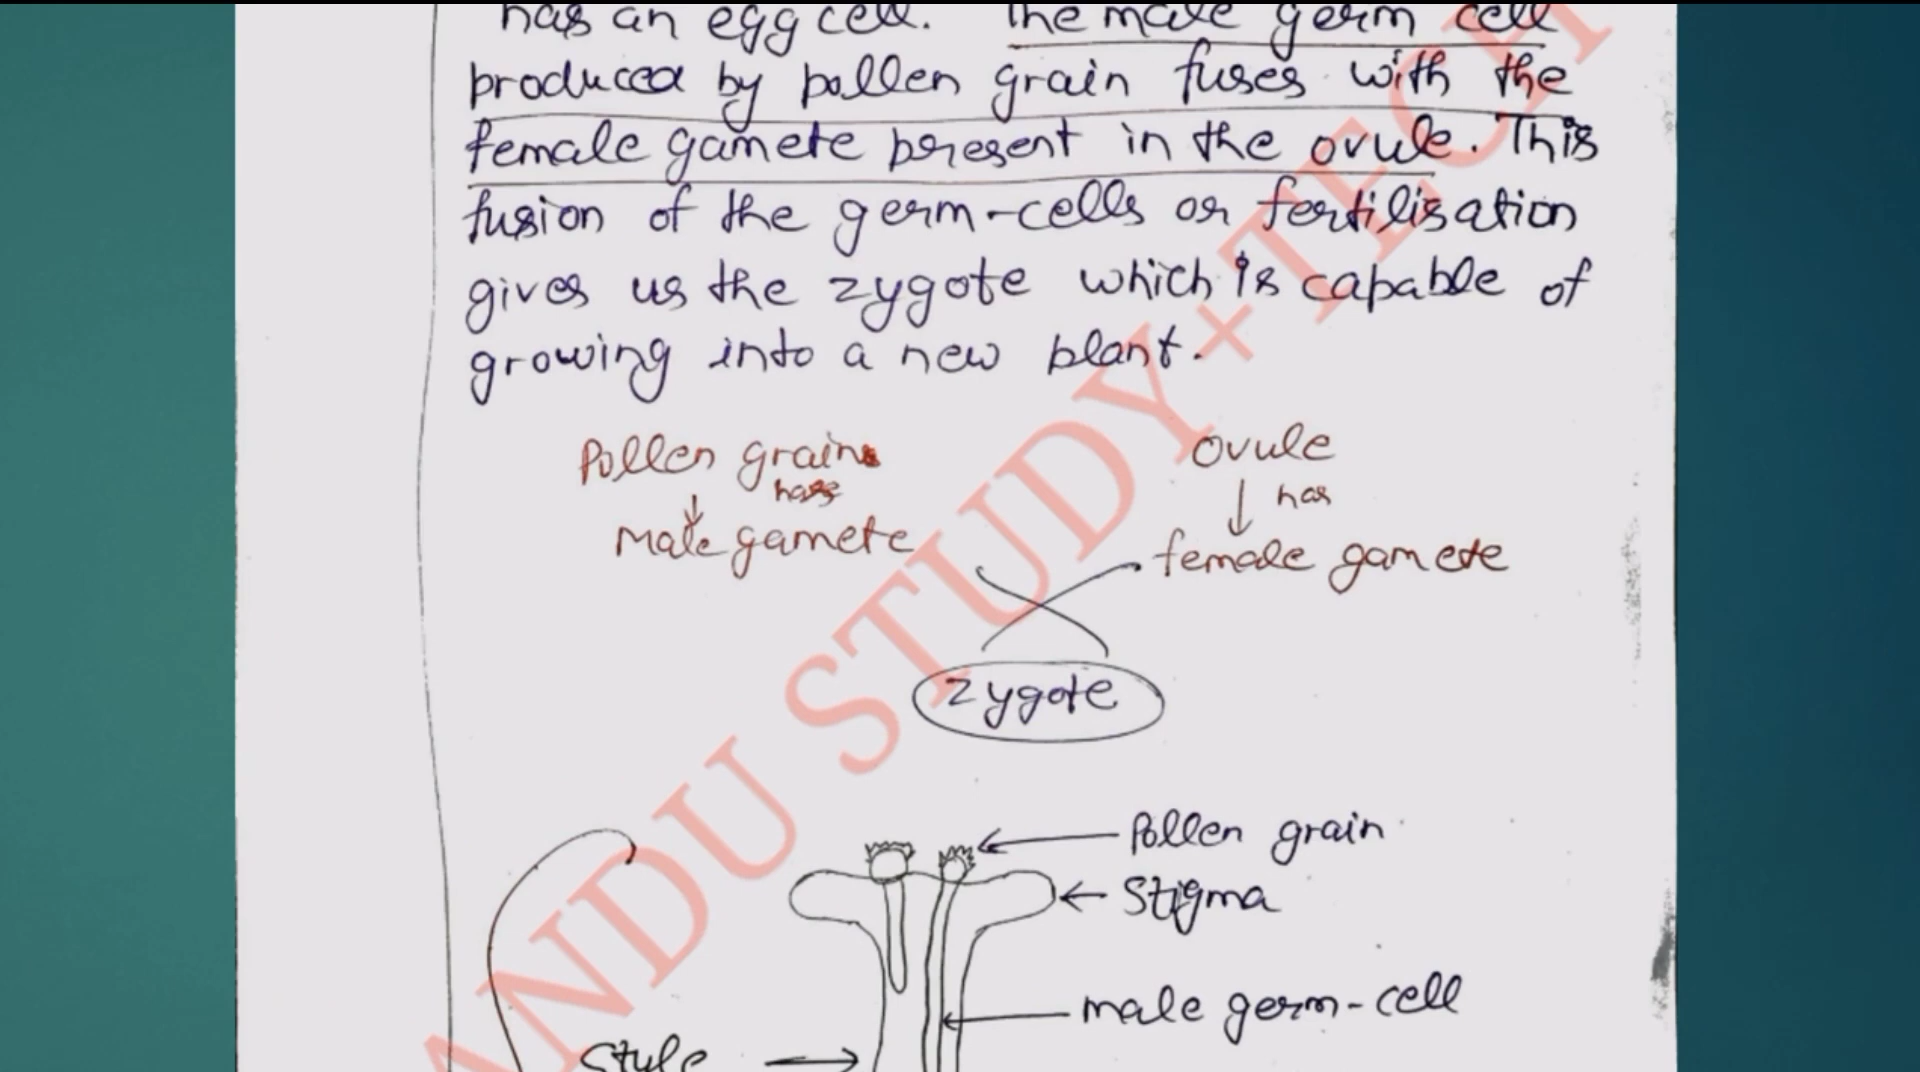 has an egg cell. The male germ cell
produced by pollen grain fuses with the
female gamete present in the ovule. This
fusion of the germ-cells or fertilisation
gives us the zygote which is capable of
growing into a new plant.
Pollen grains
Ovule
has
has
Male gamete
female gamete
Zygote
Pollen grain
Stigma
male germ-cell
Style
ANDU STUDY+TECH